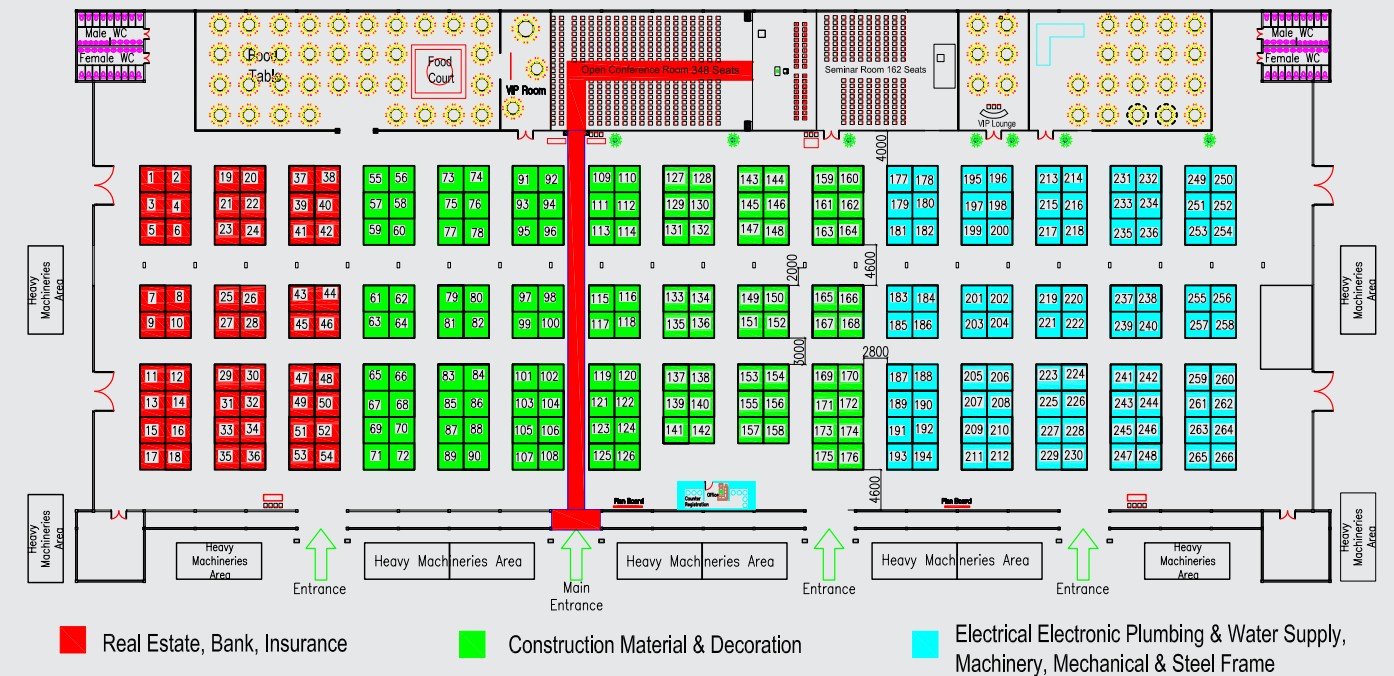 Male WC
Female WC
Food
Table
Food
Court
VIP Room
Open Conference Room 346 Seats
Seminar Room 162 Seats
VIP Lounge
Male WC
Female WC
4000
1 2 19 20 37 38 55 56 73 74 91 92 109 110 127 128 143 144 159 160 177 178 195 196 213 214 231 232 249 250
3 4 21 22 39 40 57 58 75 76 93 94 111 112 129 130 145 146 161 162 179 180 197 198 215 216 233 234 251 252
5 6 23 24 41 42 59 60 77 78 95 96 113 114 131 132 147 148 163 164 181 182 199 200 217 218 235 236 253 254
Heavy
Machineries
Area
2000
4600
Heavy
Machineries
Area
7 8 25 26 43 44 61 62 79 80 97 98 115 116 133 134 149 150 165 166 183 184 201 202 219 220 237 238 255 256
9 10 27 28 45 46 63 64 81 82 99 100 117 118 135 136 151 152 167 168 185 186 203 204 221 222 239 240 257 258
3000
2800
11 12 29 30 47 48 65 66 83 84 101 102 119 120 137 138 153 154 169 170 187 188 205 206 223 224 241 242 259 260
13 14 31 32 49 50 67 68 85 86 103 104 121 122 139 140 155 156 171 172 189 190 207 208 225 226 243 244 261 262
15 16 33 34 51 52 69 70 87 88 105 106 123 124 141 142 157 158 173 174 191 192 209 210 227 228 245 246 263 264
17 18 35 36 53 54 71 72 89 90 107 108 125 126 175 176 193 194 211 212 229 230 247 248 265 266
4600
Plan Board
Counter
Registration
Office
Plan Board
Heavy
Machineries
Area
Heavy
Machineries
Area
Heavy Machineries Area
Heavy Machineries Area
Heavy Machineries Area
Heavy
Machineries
Area
Heavy
Machineries
Area
Entrance
Main
Entrance
Entrance
Entrance
Real Estate, Bank, Insurance
Construction Material & Decoration
Electrical Electronic Plumbing & Water Supply,
Machinery, Mechanical & Steel Frame